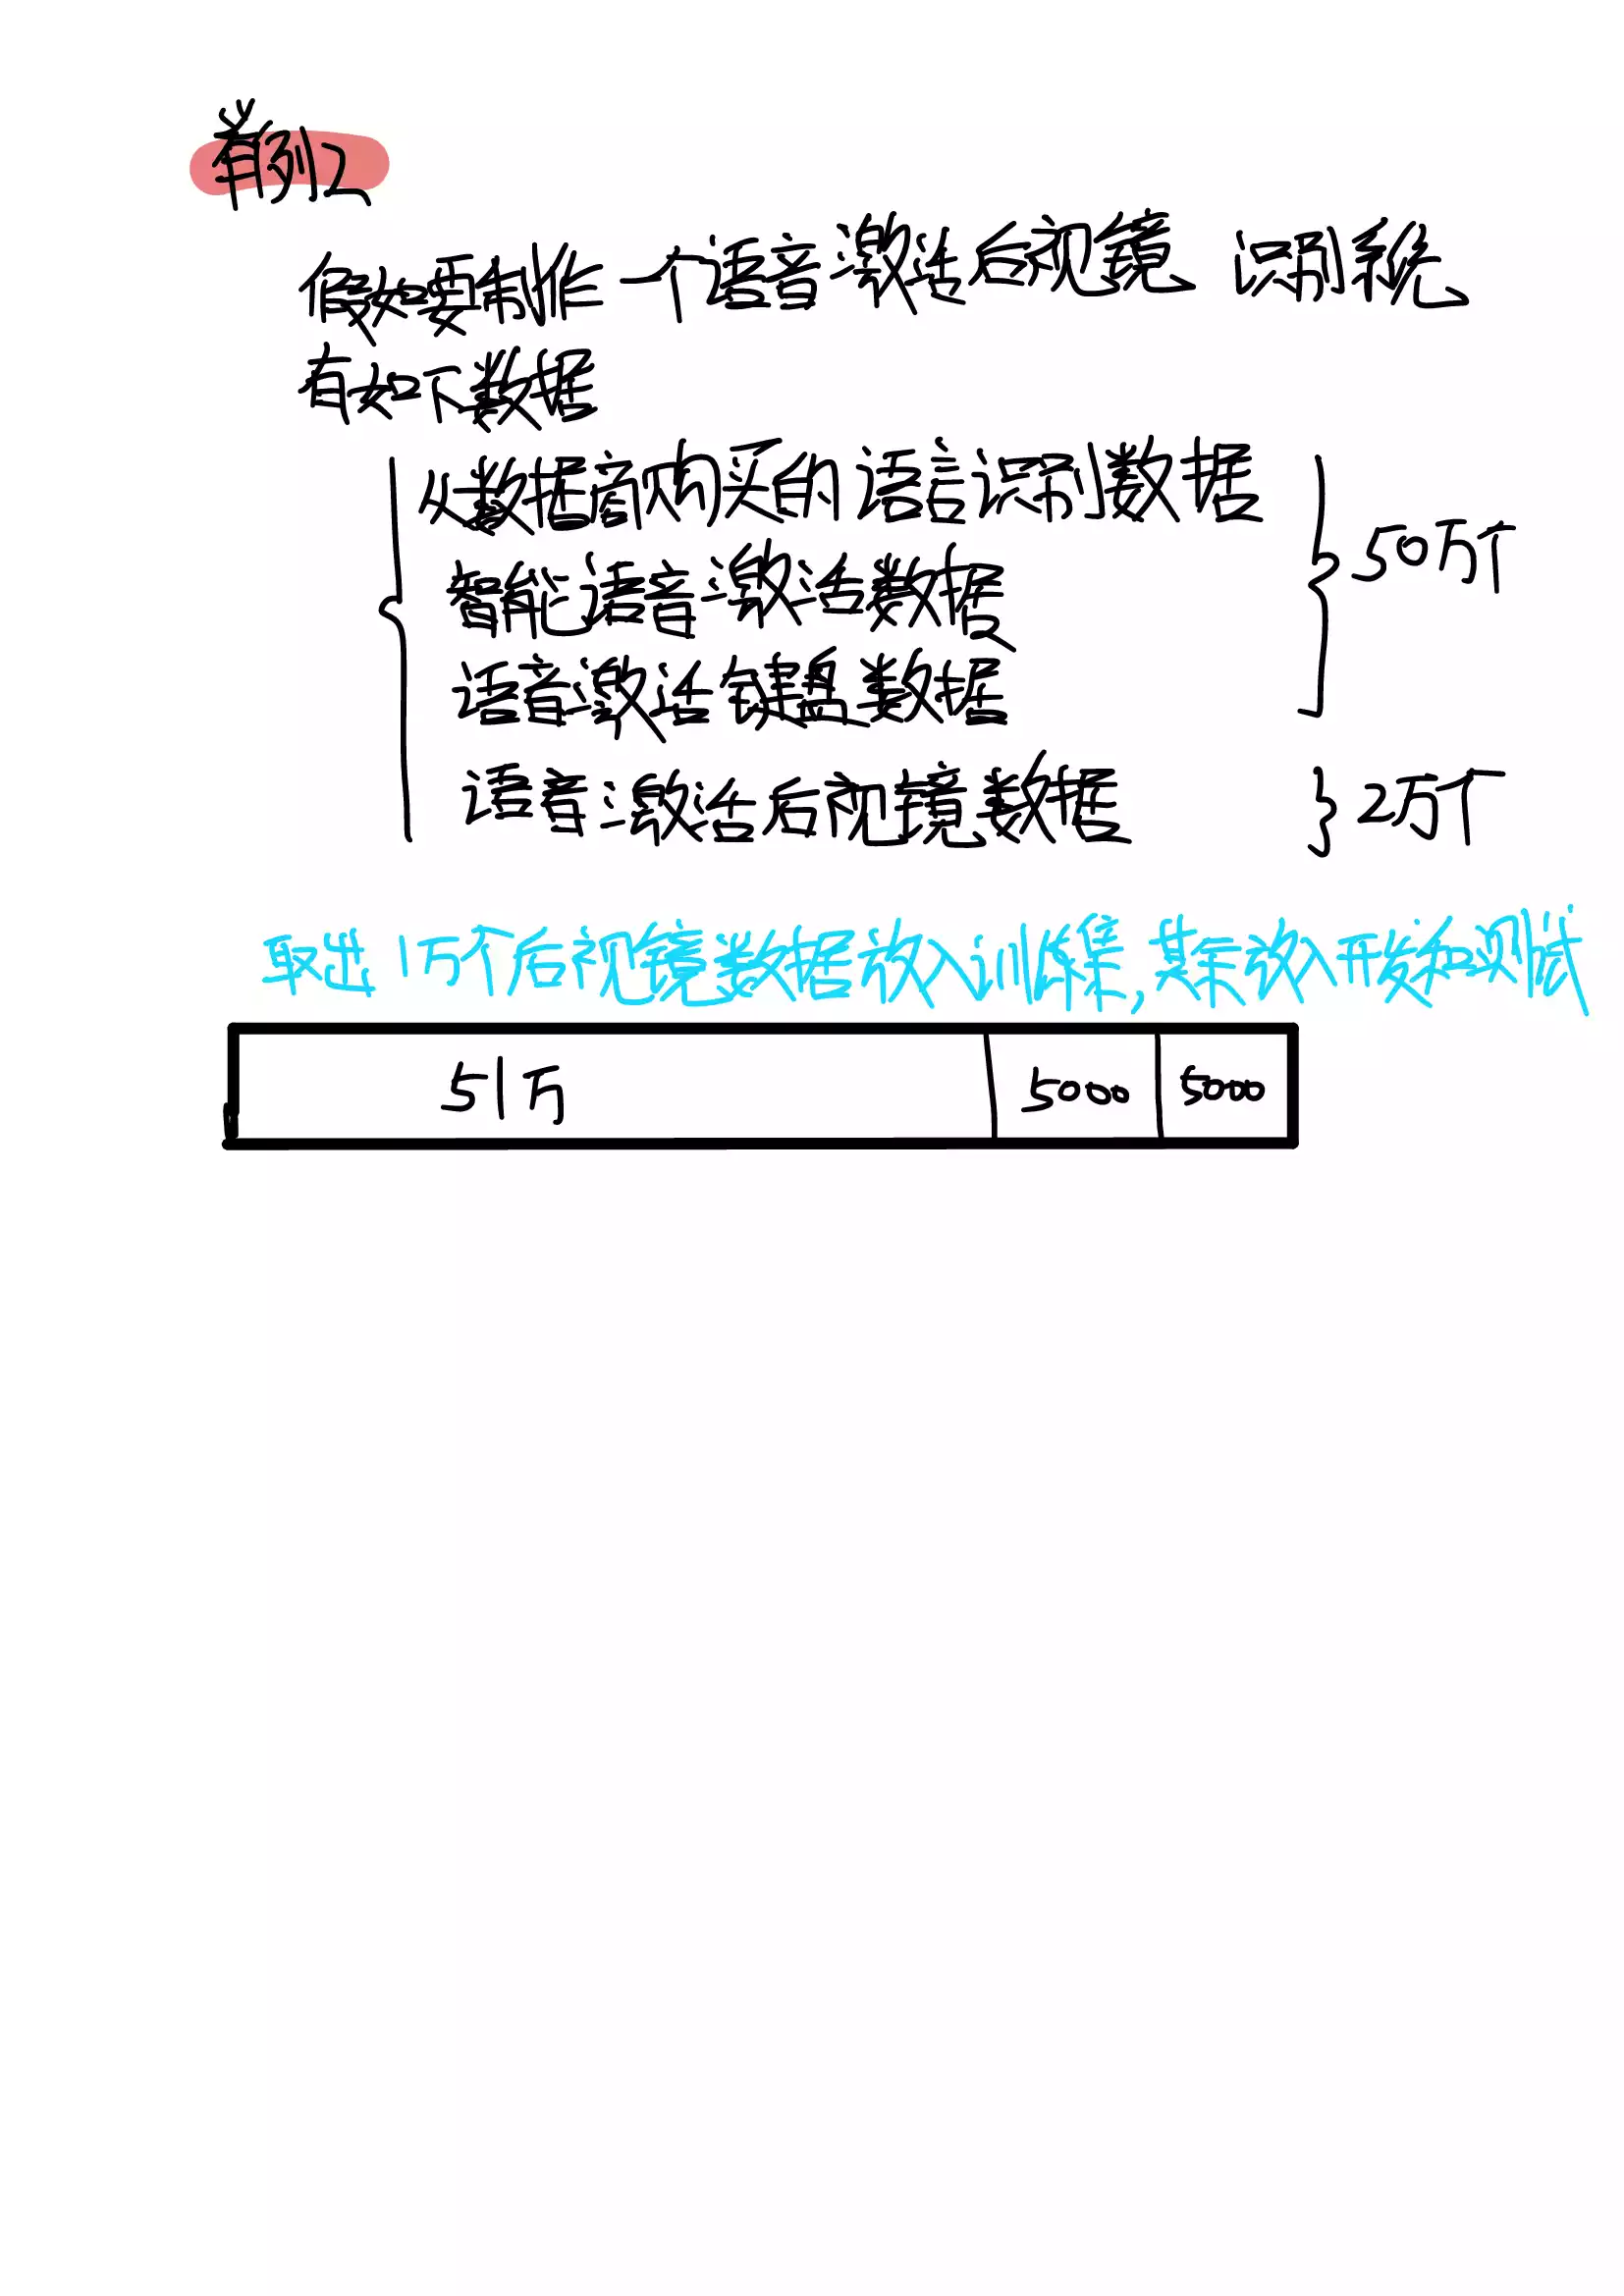 有列2
假如要制作一个语音激活后视镜 识别系统
有如下数据
从数据商购买的语言识别数据
智能语音激活数据
语音激活键盘数据
50万个
语音激活后视镜数据
2万个
取出1万个后视镜数据放入训练集,其余放入开发和测试
51万 5000 5000